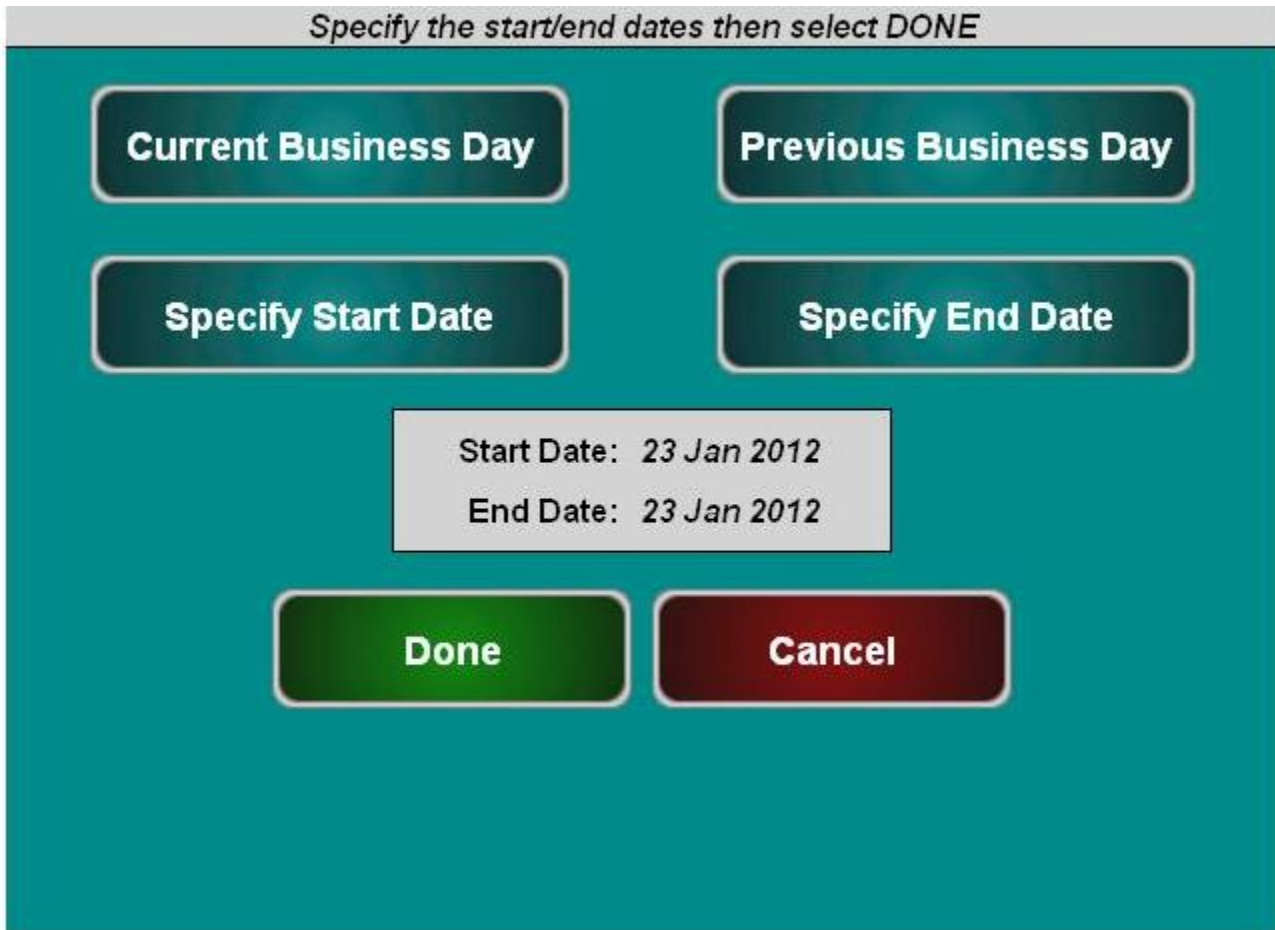 Specify the start/end dates then select DONE
Current Business Day
Previous Business Day
Specify Start Date
Specify End Date
Start Date: 23 Jan 2012
End Date: 23 Jan 2012
Done
Cancel